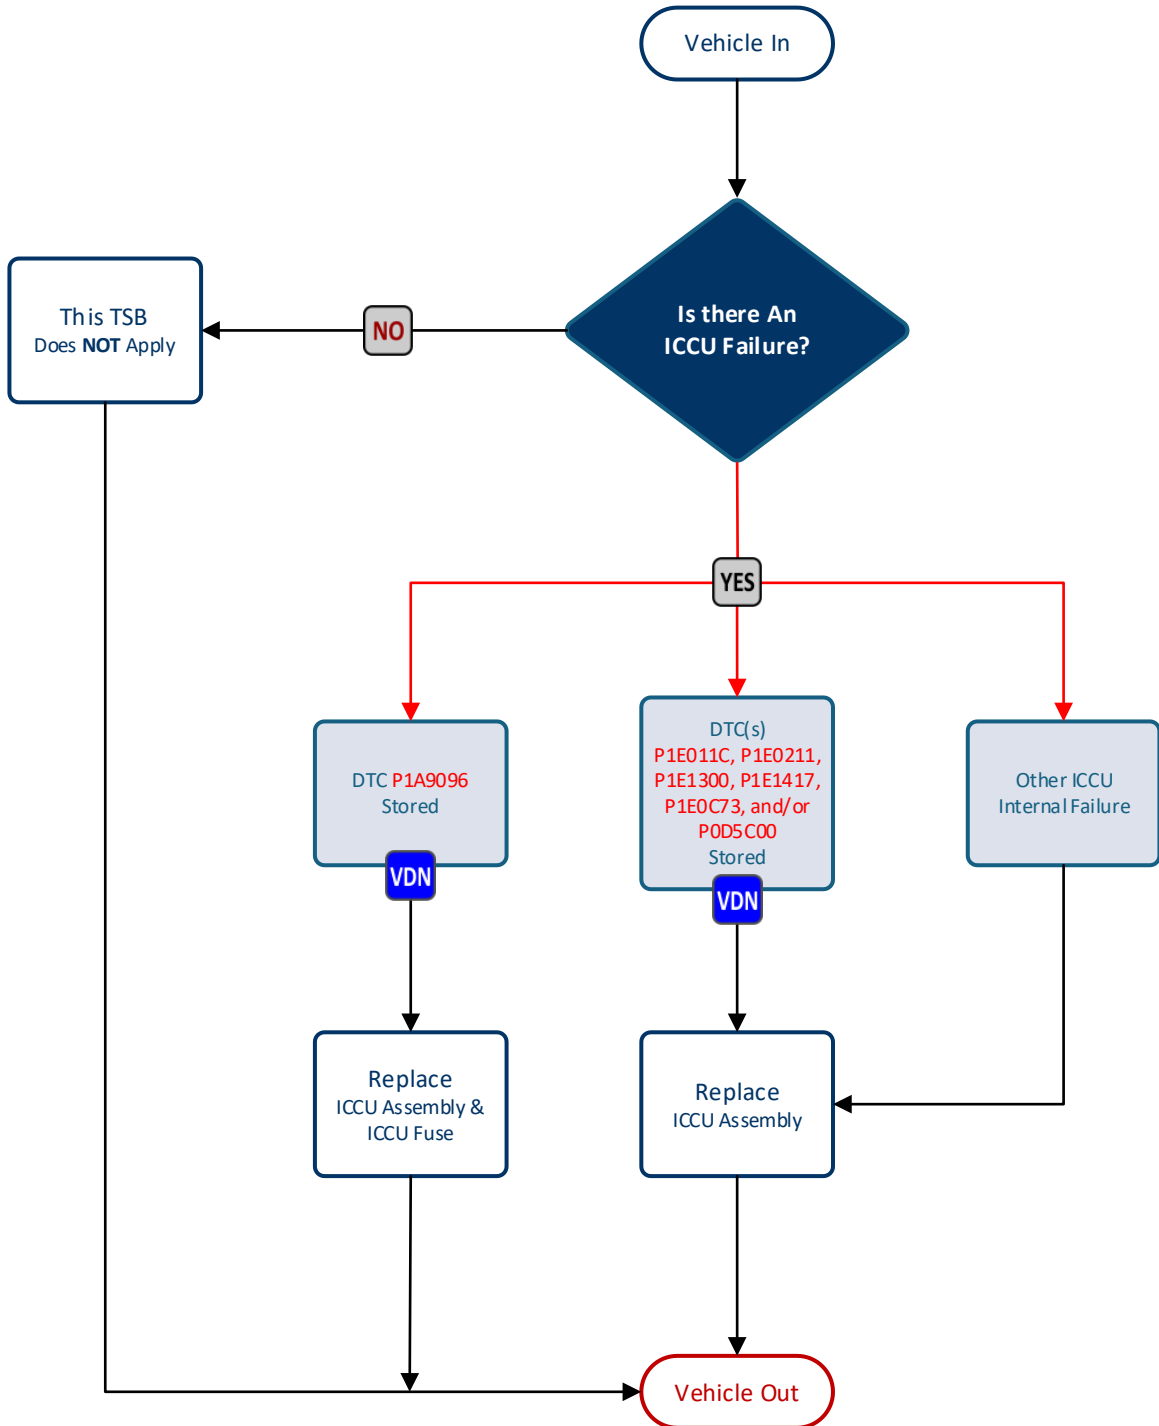 Vehicle In
Is there An
ICCU Failure?
NO
This TSB
Does NOT Apply
YES
DTC P1A9096
Stored
VDN
DTC(s)
P1E011C, P1E0211,
P1E1300, P1E1417,
P1E0C73, and/or
P0D5C00
Stored
VDN
Other ICCU
Internal Failure
Replace
ICCU Assembly &
ICCU Fuse
Replace
ICCU Assembly
Vehicle Out